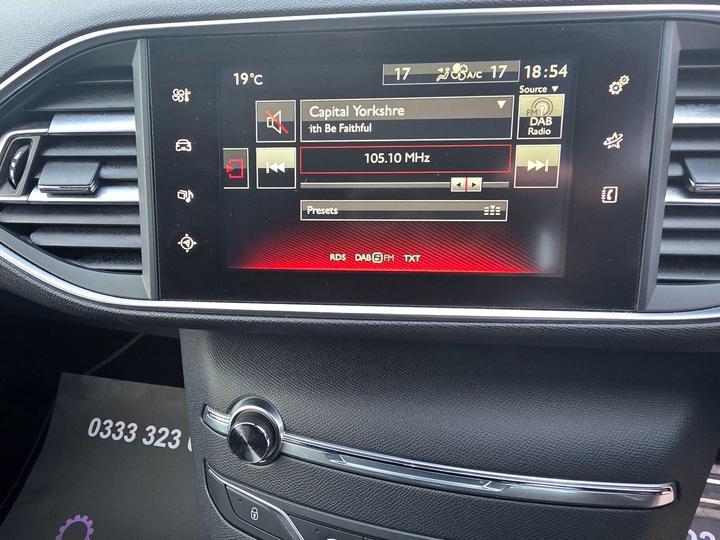 19°C
17 A/C 17 18:54
Source
Capital Yorkshre
ith Be Faithful
FM
DAB
Radio
105.10 MHz
Presets
RDS DAB FM TXT
0333 323